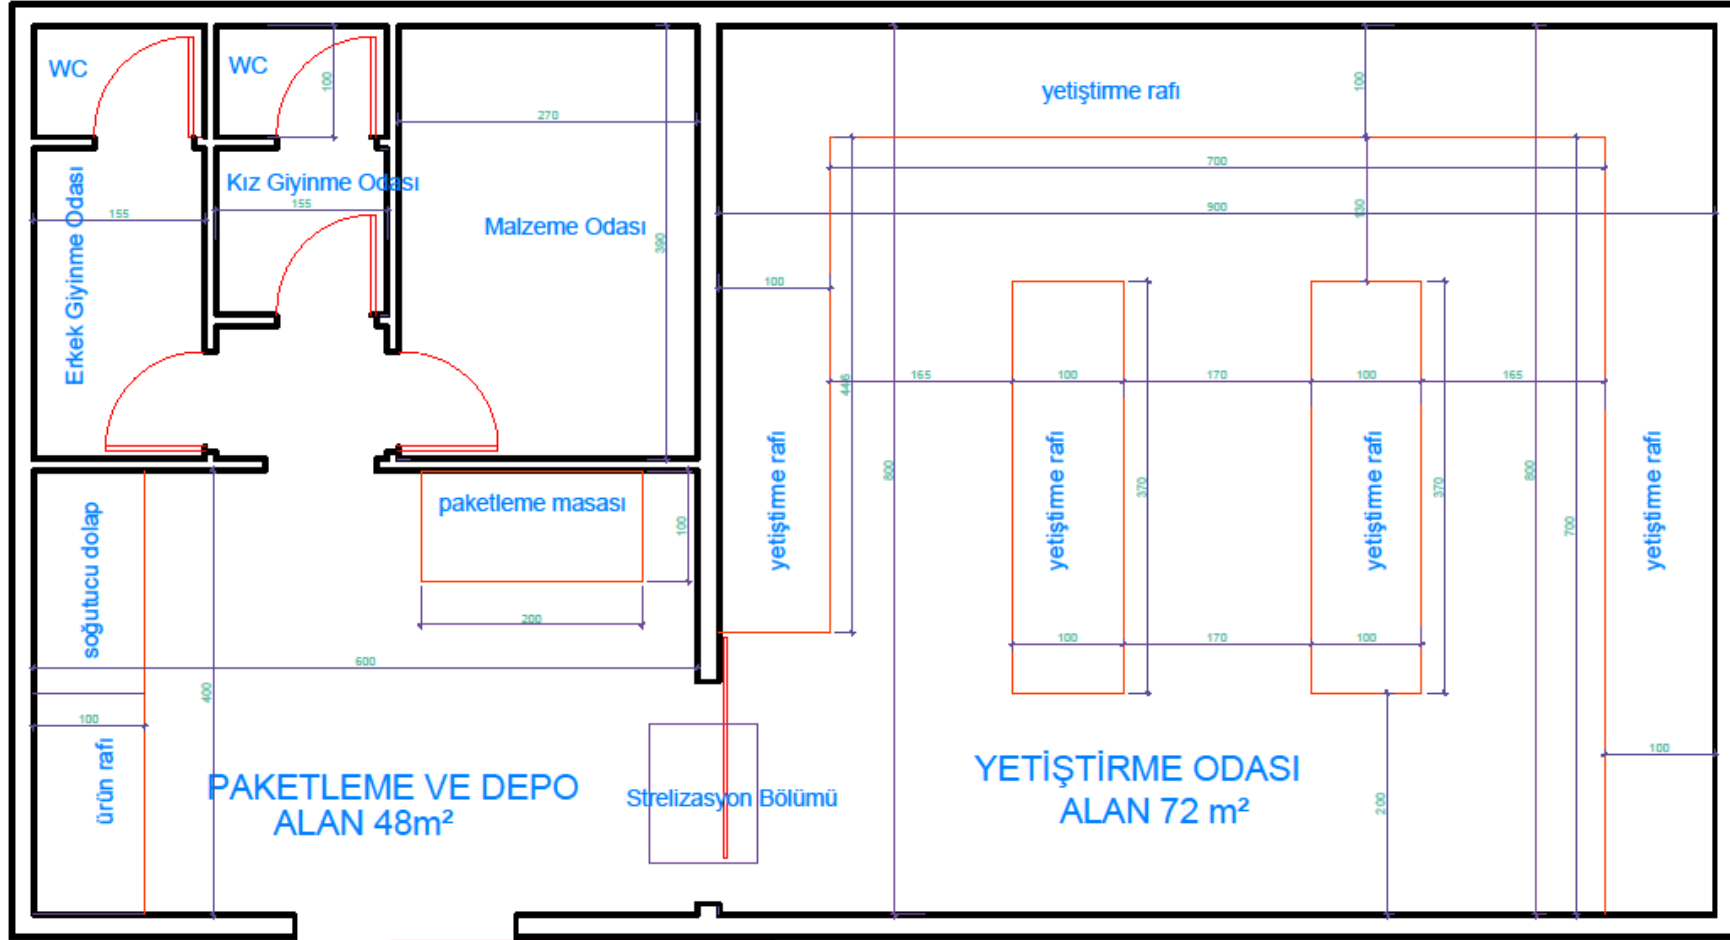 WC
WC
100
270
yetiştirme rafı
100
700
Kız Giyinme Odası
155
155
900
130
Erkek Giyinme Odası
Malzeme Odası
390
100
165
100
170
100
165
446
yetiştirme rafı
yetiştirme rafı
yetiştirme rafı
yetiştirme rafı
800
370
370
800
700
soğutucu dolap
paketleme masası
100
200
600
400
100
170
100
100
100
ürün rafı
PAKETLEME VE DEPO
ALAN 48m²
Strelizasyon Bölümü
YETİŞTİRME ODASI
ALAN 72 m²
200